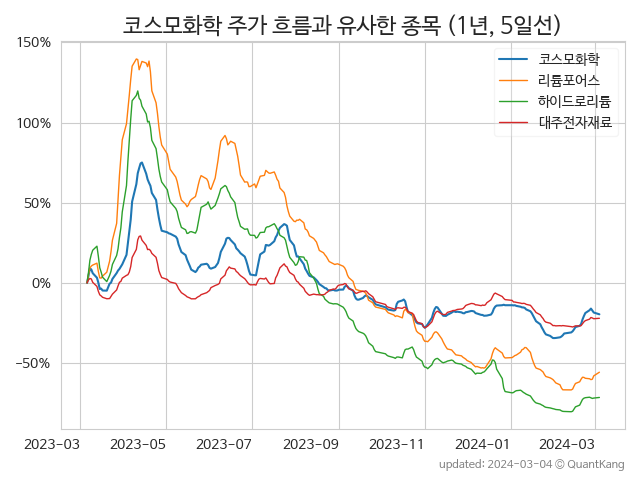 코스모화학 주가 흐름과 유사한 종목 (1년, 5일선)
150%
100%
50%
0%
−50%
코스모화학
리튬포어스
하이드로리튬
대주전자재료
2023-03
2023-05
2023-07
2023-09
2023-11
2024-01
2024-03
updated: 2024-03-04 © QuantKang